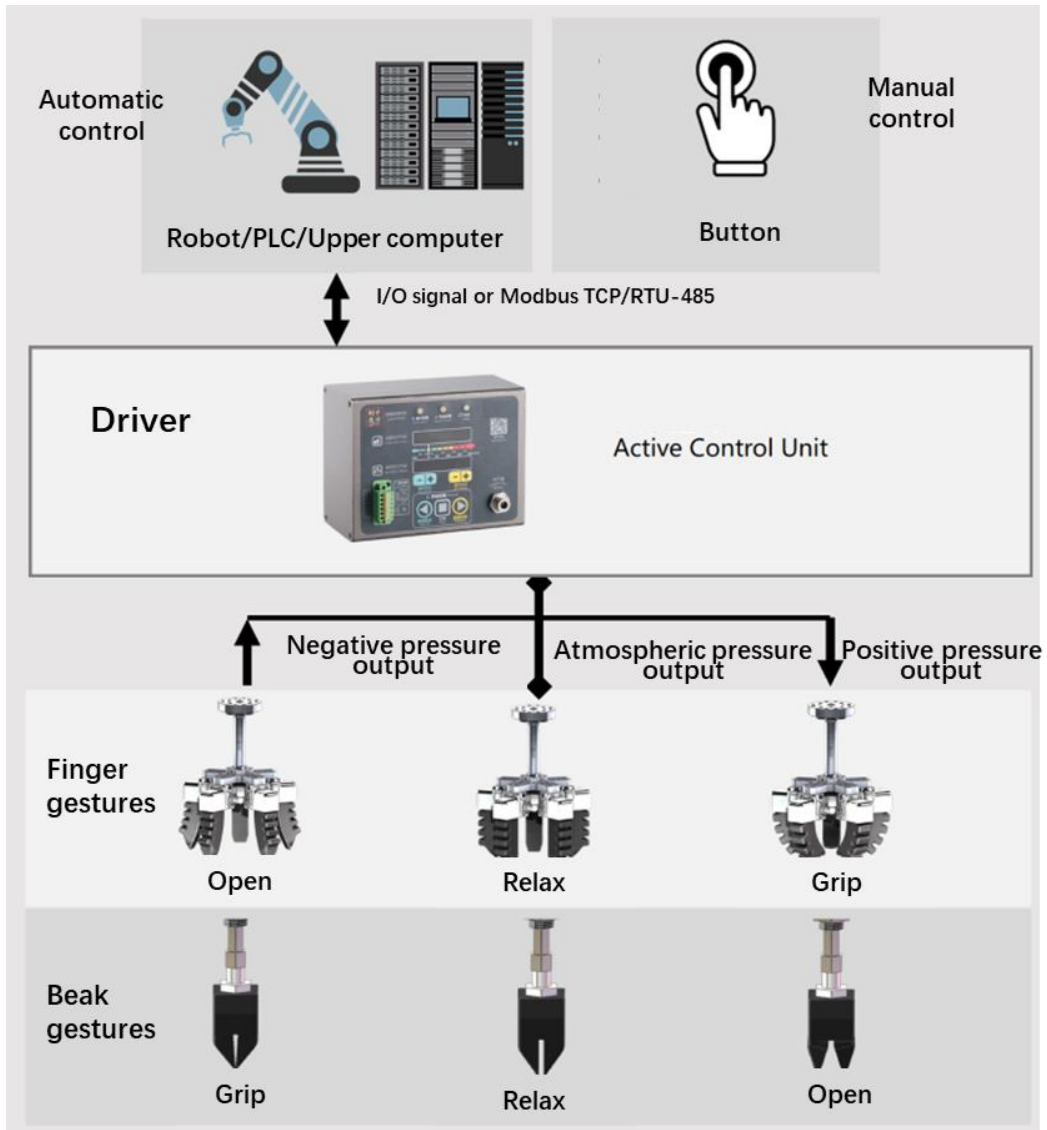 Automatic
control
Robot/PLC/Upper computer
Manual
control
Button
I/O signal or Modbus TCP/RTU-485
Driver
Active Control Unit
Negative pressure
output
Atmospheric pressure
output
Positive pressure
output
Finger
gestures
Open
Relax
Grip
Beak
gestures
Grip
Relax
Open